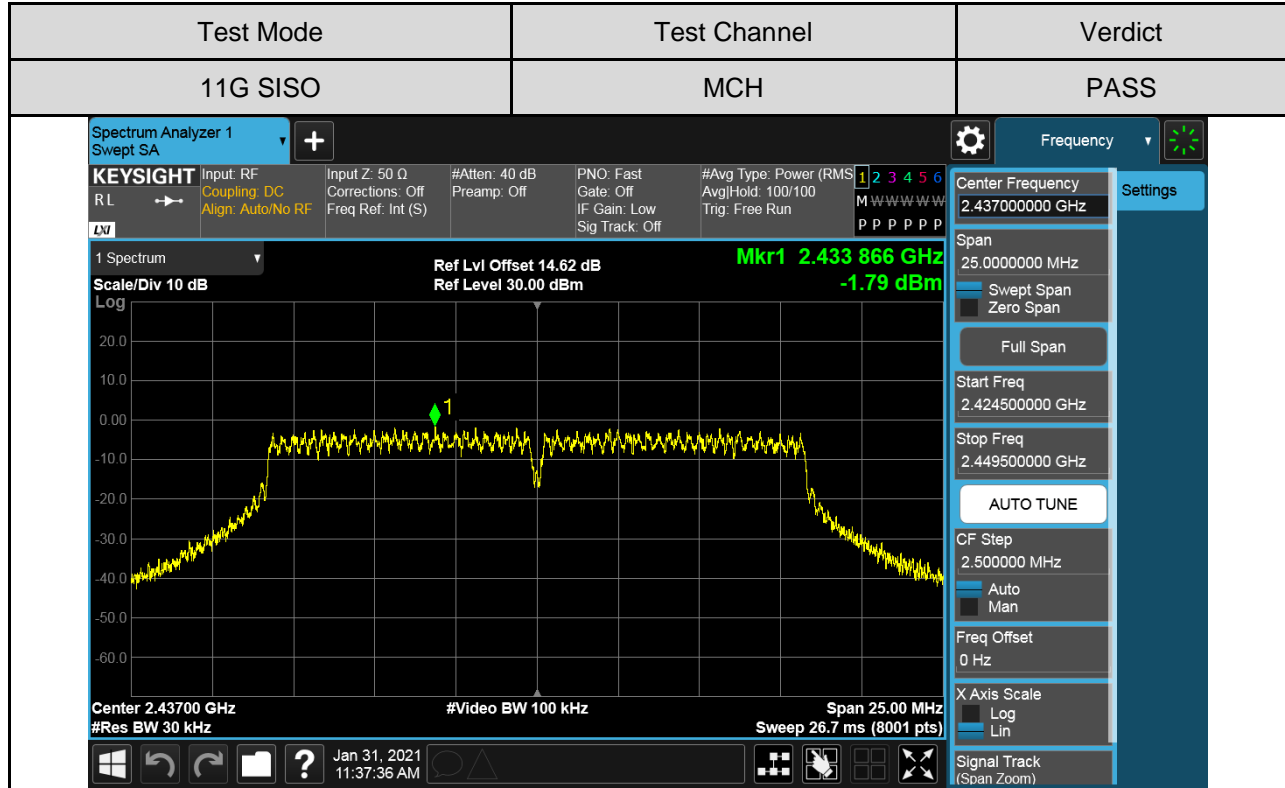 Test Mode Test Channel Verdict
11G SISO MCH PASS
Spectrum Analyzer 1
Swept SA
+
Frequency
KEYSIGHT
R L
LXI
Input: RF
Coupling: DC
Align: Auto/No RF
Input Z: 50 Ω
Corrections: Off
Freq Ref: Int (S)
#Atten: 40 dB
Preamp: Off
PNO: Fast
Gate: Off
IF Gain: Low
Sig Track: Off
#Avg Type: Power (RMS
Avg|Hold: 100/100
Trig: Free Run
1 2 3 4 5 6
M W W W W W
P P P P P P
1 Spectrum
Scale/Div 10 dB
Log
Ref Lvl Offset 14.62 dB
Ref Level 30.00 dBm
Mkr1 2.433 866 GHz
-1.79 dBm
20.0
10.0
0.00
-10.0
-20.0
-30.0
-40.0
-50.0
-60.0
1
Center 2.43700 GHz
#Res BW 30 kHz
#Video BW 100 kHz
Span 25.00 MHz
Sweep 26.7 ms (8001 pts)
Center Frequency
2.437000000 GHz
Settings
Span
25.0000000 MHz
Swept Span
Zero Span
Full Span
Start Freq
2.424500000 GHz
Stop Freq
2.449500000 GHz
AUTO TUNE
CF Step
2.500000 MHz
Auto
Man
Freq Offset
0 Hz
X Axis Scale
Log
Lin
Signal Track
(Span Zoom)
?
Jan 31, 2021
11:37:36 AM